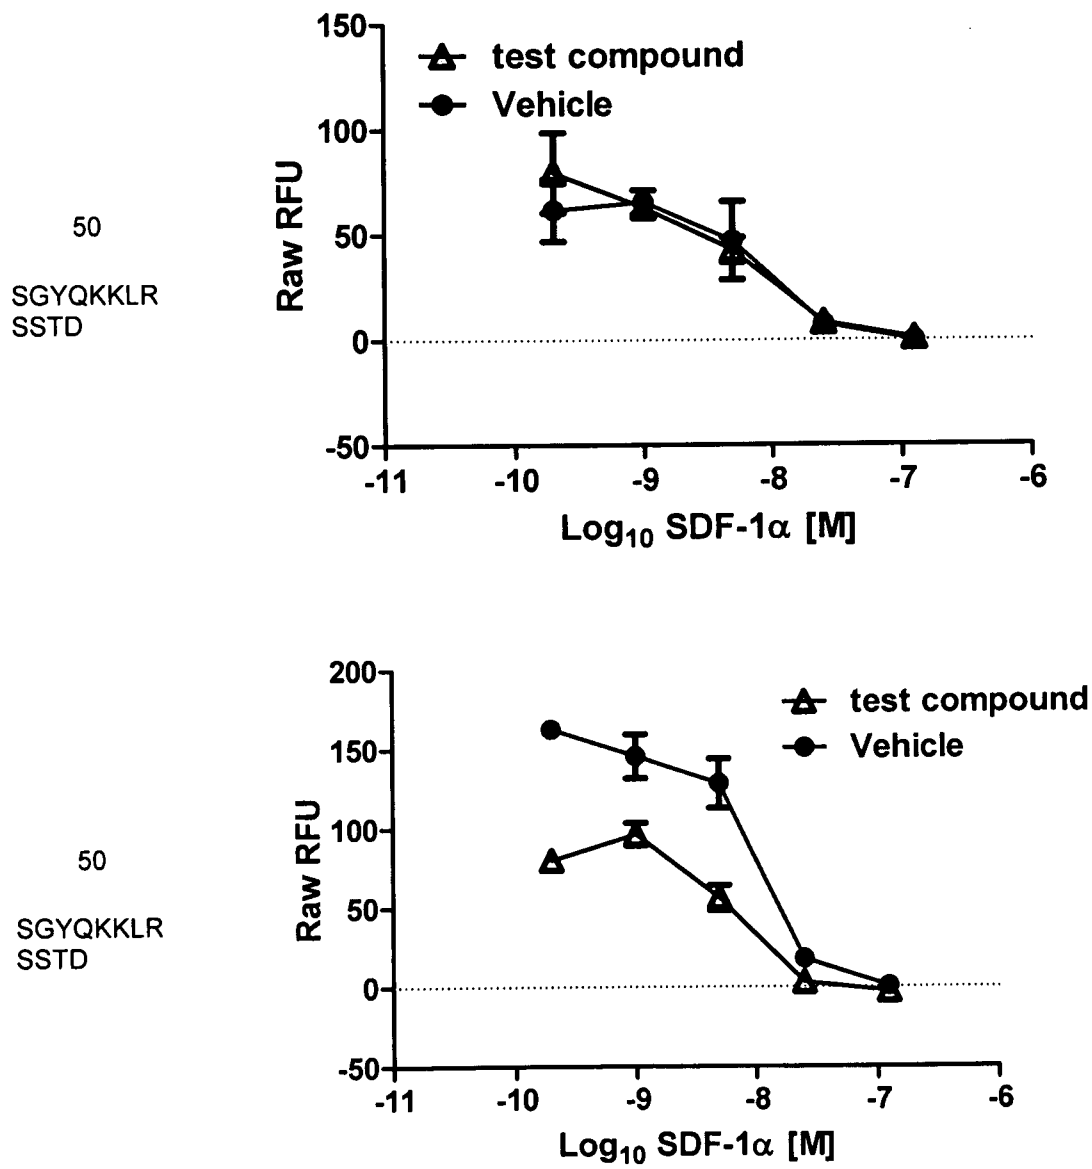 150
test compound
Vehicle
100
50
0
-50
Raw RFU
50
SGYQKKLR
SSTD
-11
-10
-9
-8
-7
-6
Log10 SDF-1α [M]
200
test compound
Vehicle
150
100
50
0
-50
Raw RFU
50
SGYQKKLR
SSTD
-11
-10
-9
-8
-7
-6
Log10 SDF-1α [M]